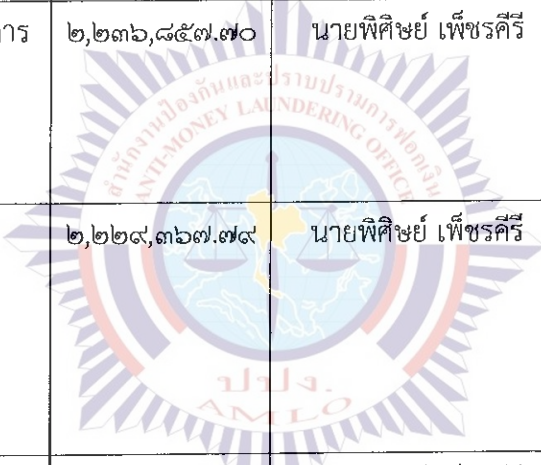 าร ๒,๒๓๖,๘๕๗.๗๐ นายพิศิษย์ เพ็ชรคีรี
สำนักงานป้องกันและปราบปรามการฟอกเงิน
ANTI-MONEY LAUNDERING OFFICE
๒,๒๒๙,๓๖๗.๗๙ นายพิศิษย์ เพ็ชรคีรี
ปปง.
AMLO